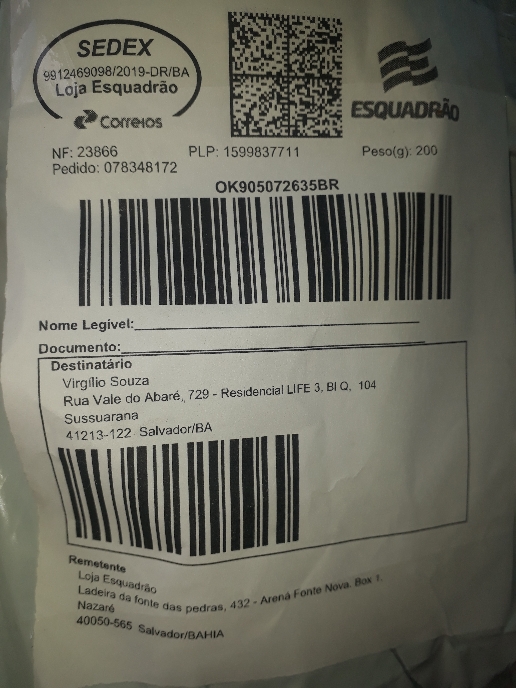 SEDEX
9912469098/2019-DR/BA
Loja Esquadrão
Correios
ESQUADRÃO
NF: 23866 PLP: 1599837711 Peso(g): 200
Pedido: 078348172
OK905072635BR
Nome Legível:
Documento:
Destinatário
Virgílio Souza
Rua Vale do Abaré, 729 - Residencial LIFE 3, Bl Q, 104
Sussuarana
41213-122 Salvador/BA
Remetente
Loja Esquadrão
Ladeira da fonte das pedras, 432 - Arena Fonte Nova. Box 1.
Nazaré
40050-565 Salvador/BAHIA